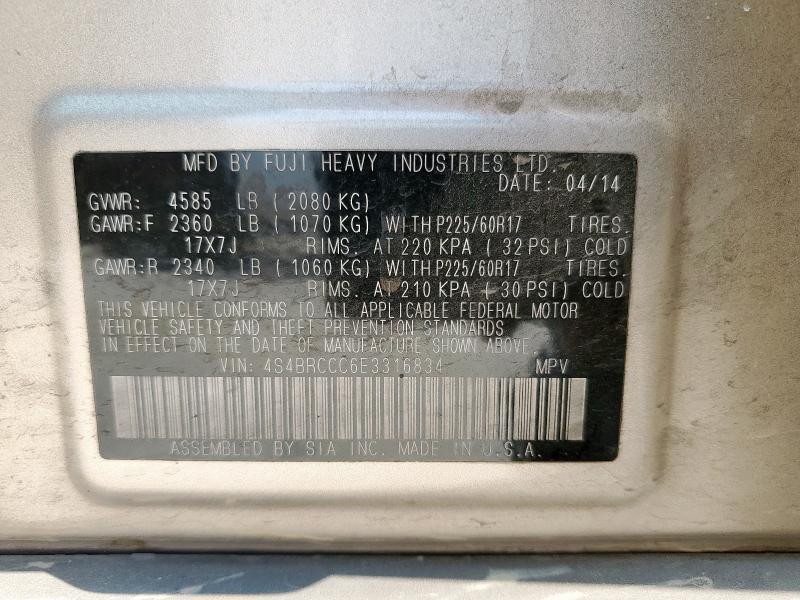 MFD BY FUJI HEAVY INDUSTRIES LTD.
DATE: 04/14
GVWR: 4585 LB ( 2080 KG)
GAWR:F 2360 LB ( 1070 KG) WITH P225/60R17 TIRES.
17X7J RIMS. AT 220 KPA ( 32 PSI) COLD
GAWR:R 2340 LB ( 1060 KG) WITH P225/60R17 TIRES.
17X7J RIMS. AT 210 KPA ( 30 PSI) COLD
THIS VEHICLE CONFORMS TO ALL APPLICABLE FEDERAL MOTOR
VEHICLE SAFETY AND THEFT PREVENTION STANDARDS
IN EFFECT ON THE DATE OF MANUFACTURE SHOWN ABOVE.
VIN: 4S4BRCCC6E3316834 MPV
ASSEMBLED BY SIA INC. MADE IN U.S.A.